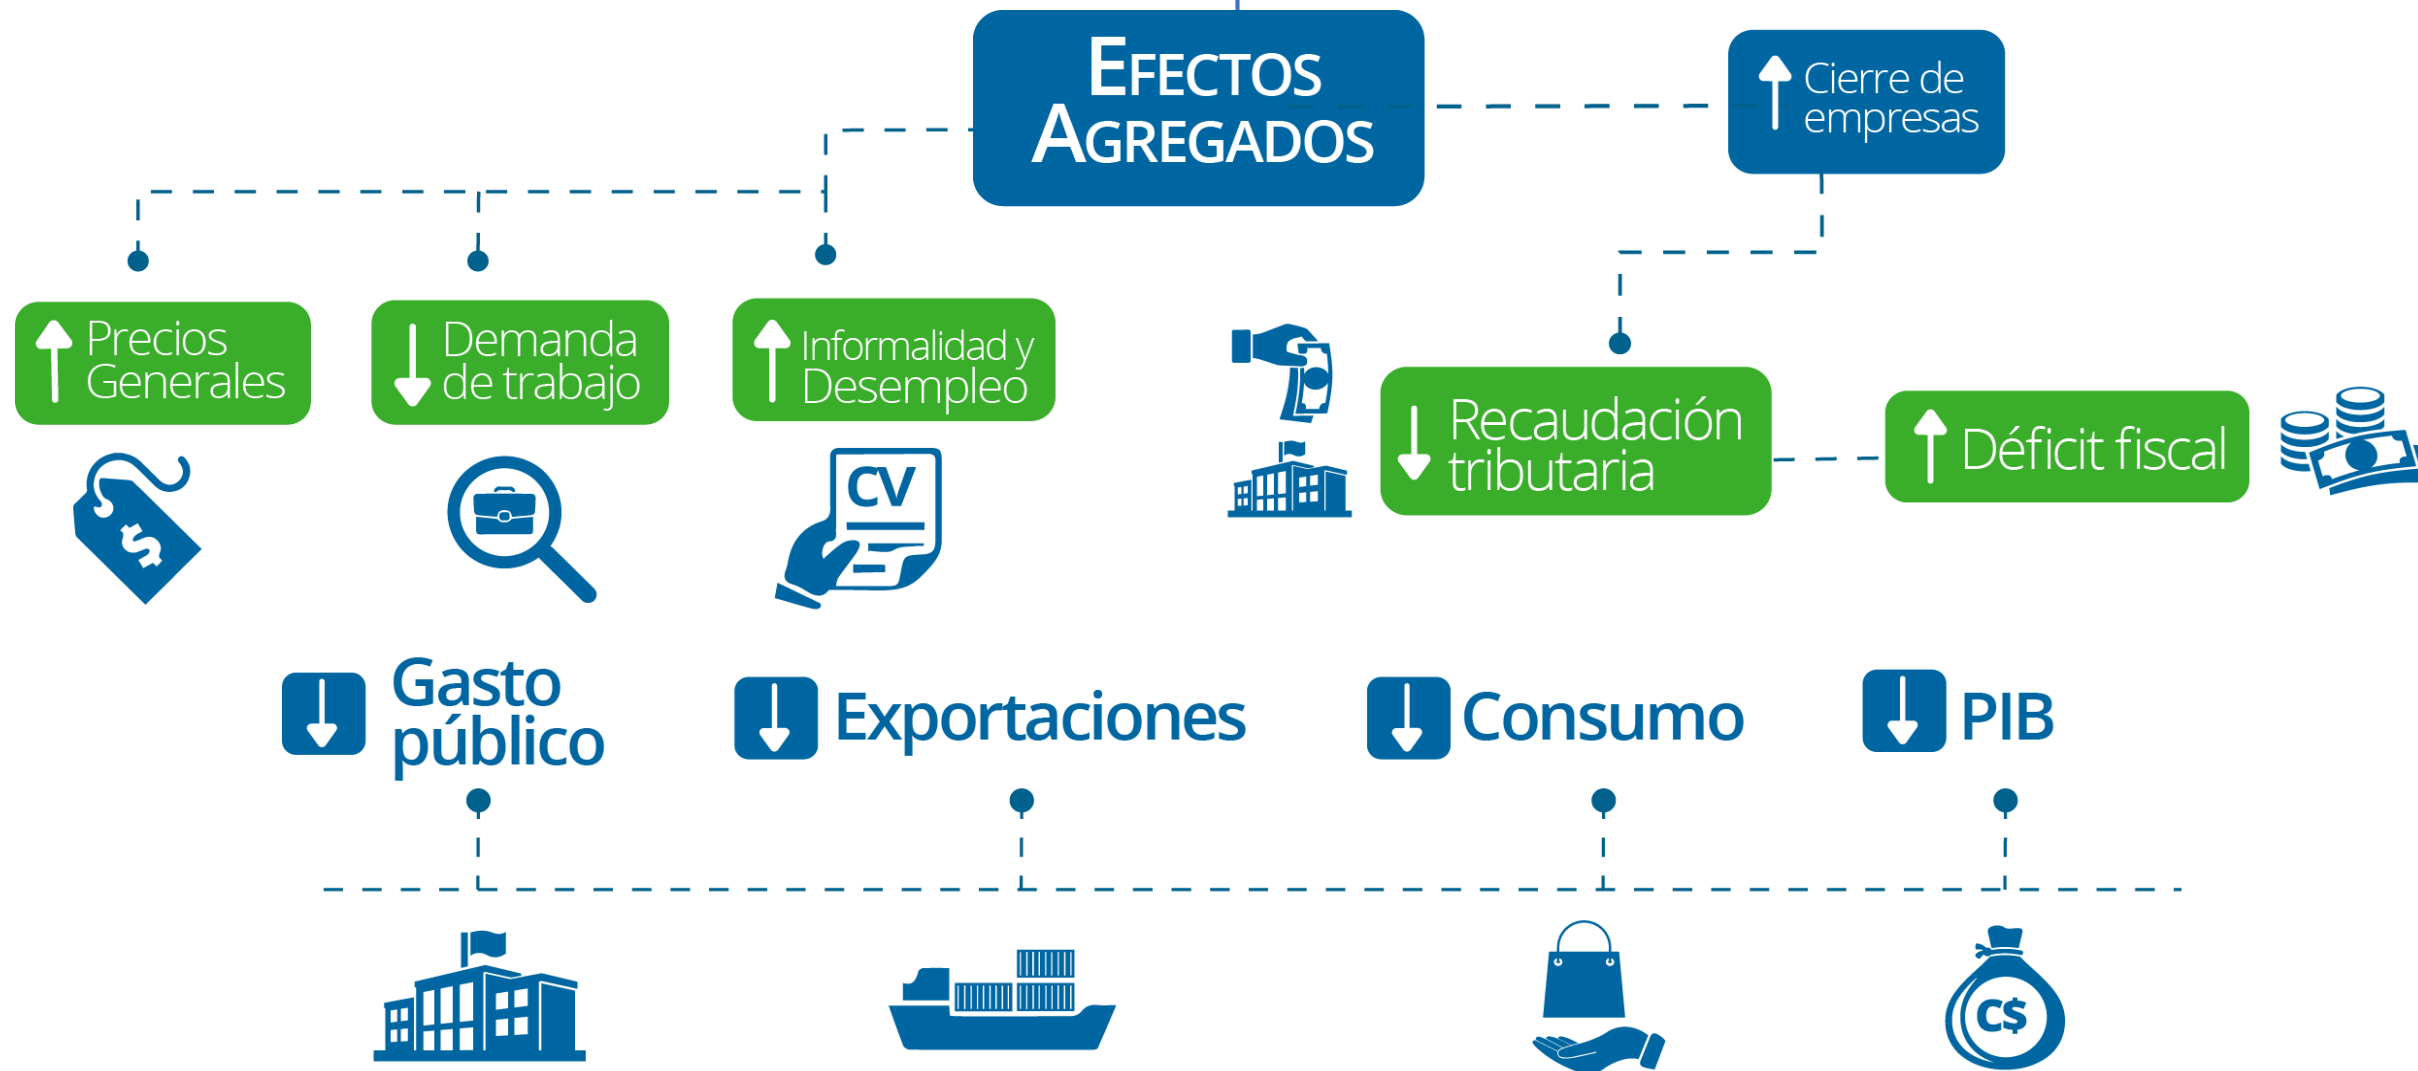 EFECTOS
AGREGADOS
Cierre de
empresas
Precios
Generales
Demanda
de trabajo
Informalidad y
Desempleo
Recaudación
tributaria
Déficit fiscal
$
CV
Gasto
público
Exportaciones
Consumo
PIB
C$